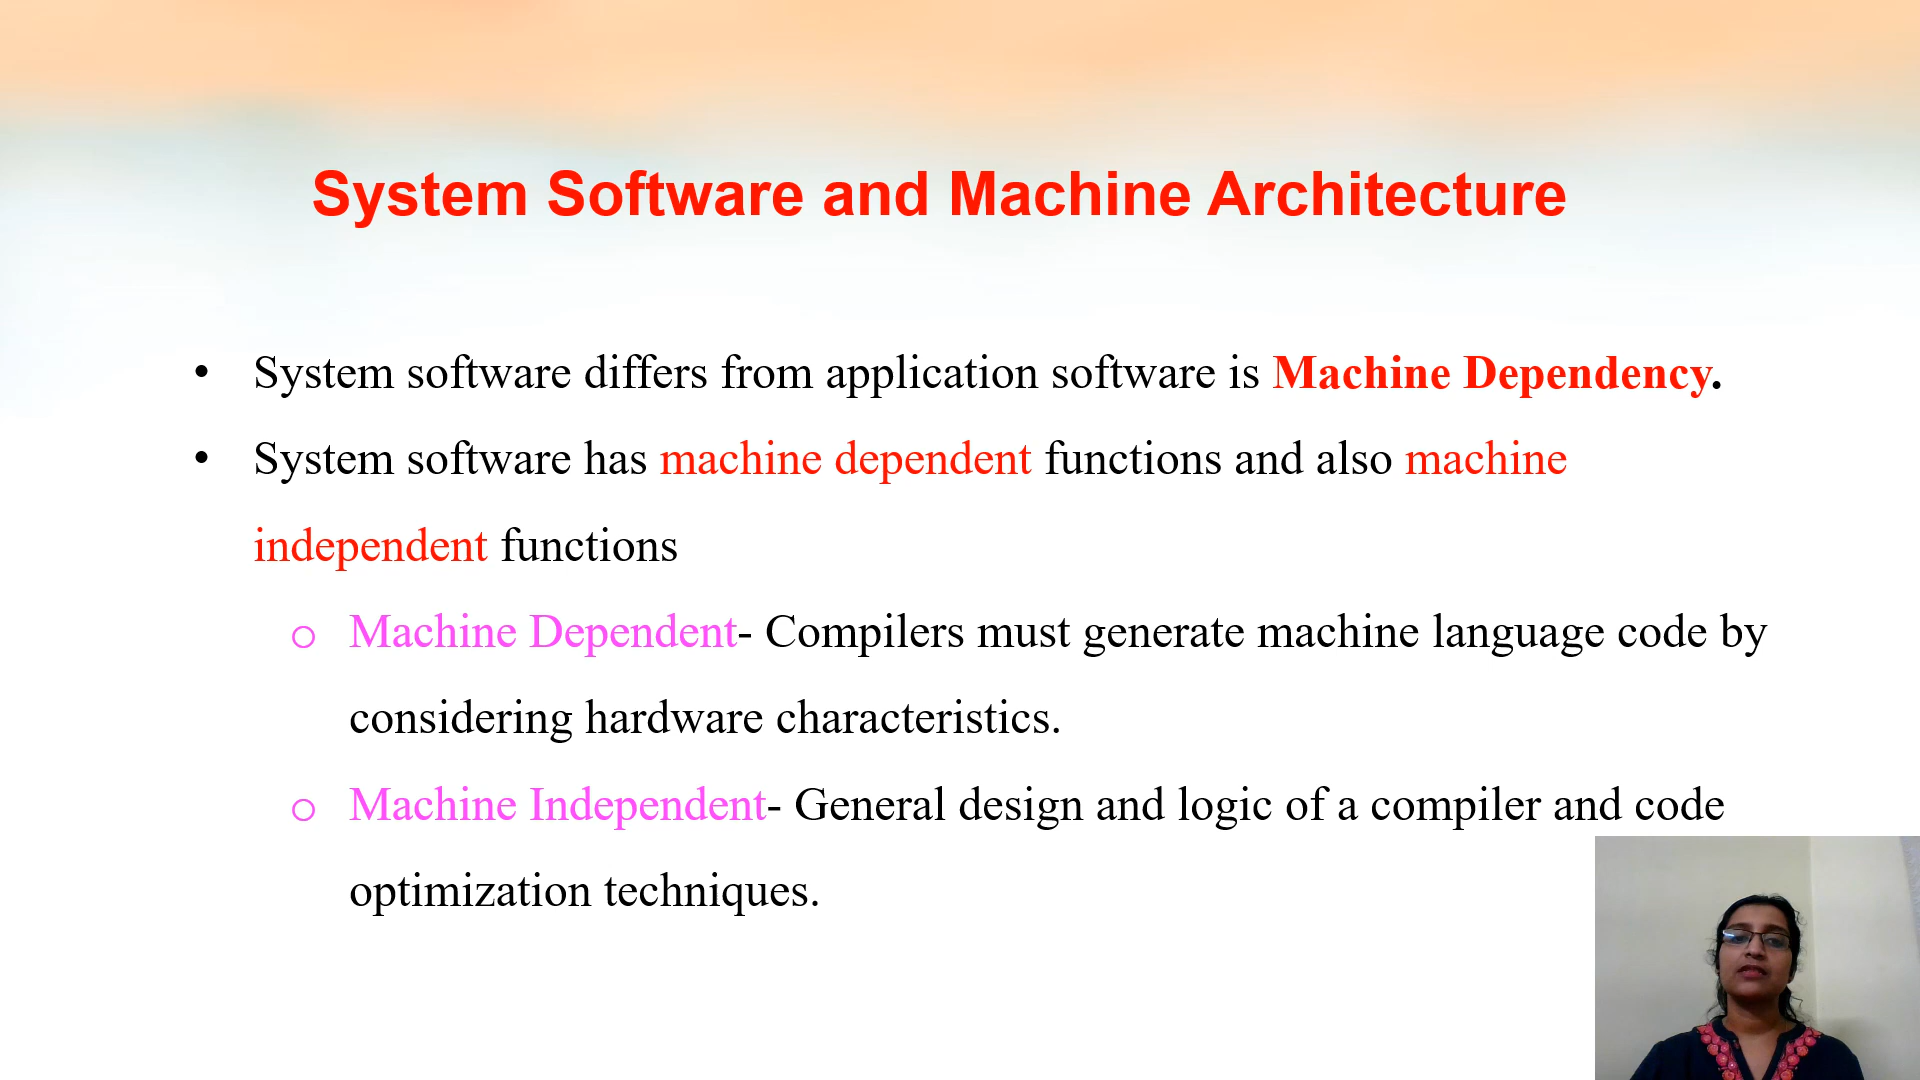 System Software and Machine Architecture
• System software differs from application software is Machine Dependency.
• System software has machine dependent functions and also machine
independent functions
o Machine Dependent- Compilers must generate machine language code by
considering hardware characteristics.
o Machine Independent- General design and logic of a compiler and code
optimization techniques.